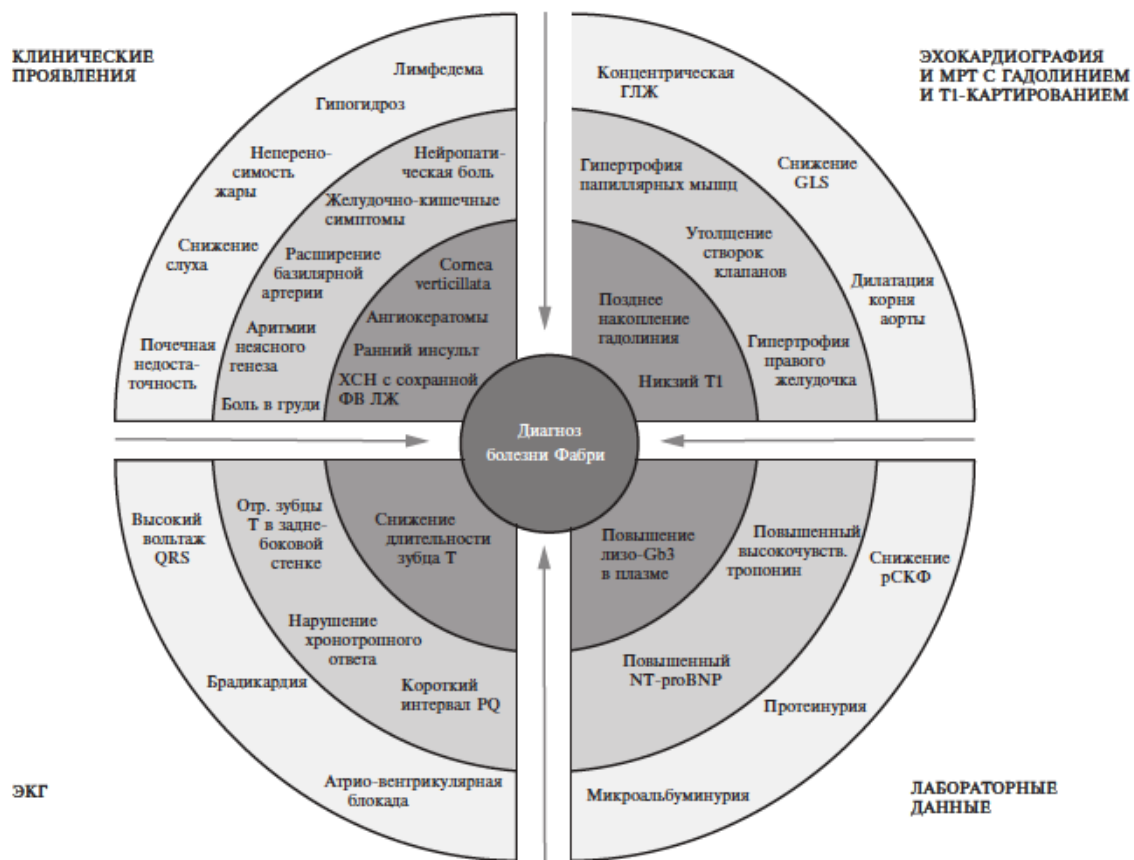 КЛИНИЧЕСКИЕ
ПРОЯВЛЕНИЯ
Лимфедема
Гипогидроз
Неперено-
симость
жары
Снижение
слуха
Почечная
недоста-
точность
Нейропати-
ческая боль
Желудочно-кишечные
симптомы
Расширение
базилярной
артерии
Аритмии
неясного
генеза
Боль в груди
Cornea
verticillata
Ангиокератомы
Ранний инсульт
ХСН с сохранной
ФВ ЛЖ
ЭХОКАРДИОГРАФИЯ
И МРТ С ГАДОЛИНИЕМ
И Т1-КАРТИРОВАНИЕМ
Концентрическая
ГЛЖ
Снижение
GLS
Дилатация
корня
аорты
Гипертрофия
папиллярных мышц
Утолщение
створок
клапанов
Гипертрофия
правого
желудочка
Позднее
накопление
гадолиния
Никзий Т1
Диагноз
болезни Фабри
Высокий
вольтаж
QRS
Брадикардия
Атрио-вентрикулярная
блокада
Отр. зубцы
Т в задне-
боковой
стенке
Нарушение
хронотропного
ответа
Короткий
интервал PQ
Снижение
длительности
зубца Т
ЭКГ
Повышение
лизо-Gb3
в плазме
Повышенный
высокочувств.
тропонин
Повышенный
NT-proBNP
Снижение
рСКФ
Протеинурия
Микроальбуминурия
ЛАБОРАТОРНЫЕ
ДАННЫЕ